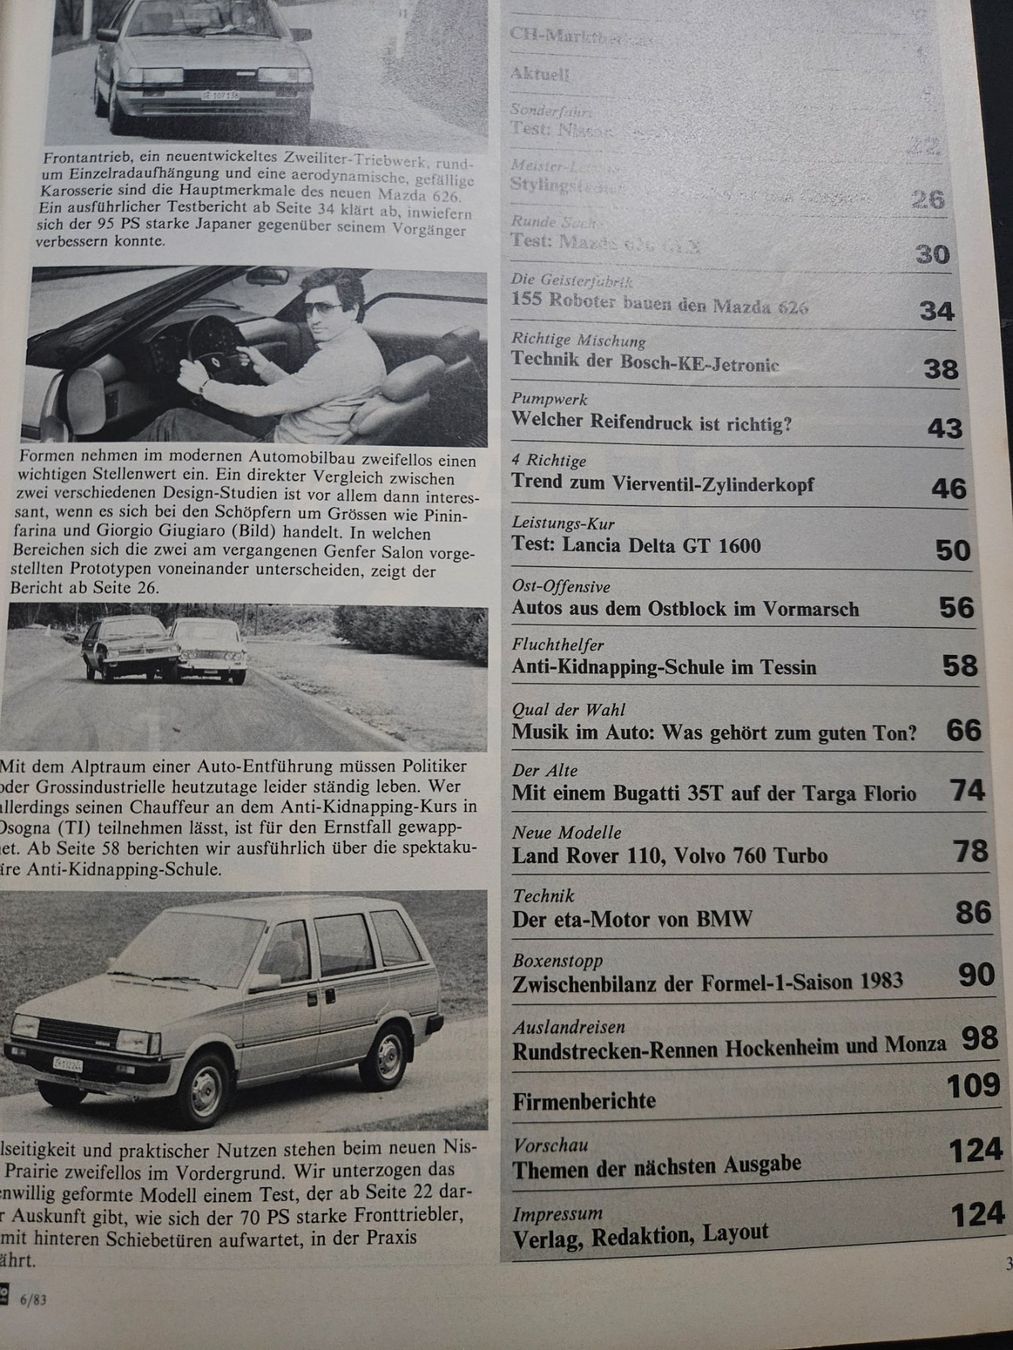 Frontantrieb, ein neuentwickeltes Zweiliter-Triebwerk, rund-
um Einzelradaufhängung und eine aerodynamische, gefällige
Karosserie sind die Hauptmerkmale des neuen Mazda 626.
Ein ausführlicher Testbericht ab Seite 34 klärt ab, inwiefern
sich der 95 PS starke Japaner gegenüber seinem Vorgänger
verbessern konnte.
Formen nehmen im modernen Automobilbau zweifellos einen
wichtigen Stellenwert ein. Ein direkter Vergleich zwischen
zwei verschiedenen Design-Studien ist vor allem dann interes-
sant, wenn es sich bei den Schöpfern um Grössen wie Pinin-
farina und Giorgio Giugiaro (Bild) handelt. In welchen
Bereichen sich die zwei am vergangenen Genfer Salon vorge-
stellten Prototypen voneinander unterscheiden, zeigt der
Bericht ab Seite 26.
Mit dem Alptraum einer Auto-Entführung müssen Politiker
oder Grossindustrielle heutzutage leider ständig leben. Wer
allerdings seinen Chauffeur an dem Anti-Kidnapping-Kurs in
Osogna (TI) teilnehmen lässt, ist für den Ernstfall gewapp-
et. Ab Seite 58 berichten wir ausführlich über die spektaku-
äre Anti-Kidnapping-Schule.
lseitigkeit und praktischer Nutzen stehen beim neuen Nis-
Prairie zweifellos im Vordergrund. Wir unterzogen das
enwillig geformte Modell einem Test, der ab Seite 22 dar-
r Auskunft gibt, wie sich der 70 PS starke Fronttriebler,
mit hinteren Schiebetüren aufwartet, in der Praxis
ährt.
6/83
Aktuell
Test: Nissan
26
Test: Mazda 626 GLX 30
Die Geisterfabrik
155 Roboter bauen den Mazda 626 34
Richtige Mischung
Technik der Bosch-KE-Jetronic 38
Pumpwerk
Welcher Reifendruck ist richtig? 43
4 Richtige
Trend zum Vierventil-Zylinderkopf 46
Leistungs-Kur
Test: Lancia Delta GT 1600 50
Ost-Offensive
Autos aus dem Ostblock im Vormarsch 56
Fluchthelfer
Anti-Kidnapping-Schule im Tessin 58
Qual der Wahl
Musik im Auto: Was gehört zum guten Ton? 66
Der Alte
Mit einem Bugatti 35T auf der Targa Florio 74
Neue Modelle
Land Rover 110, Volvo 760 Turbo 78
Technik
Der eta-Motor von BMW 86
Boxenstopp
Zwischenbilanz der Formel-1-Saison 1983 90
Auslandreisen
Rundstrecken-Rennen Hockenheim und Monza 98
Firmenberichte 109
Vorschau
Themen der nächsten Ausgabe 124
Impressum
Verlag, Redaktion, Layout 124
3